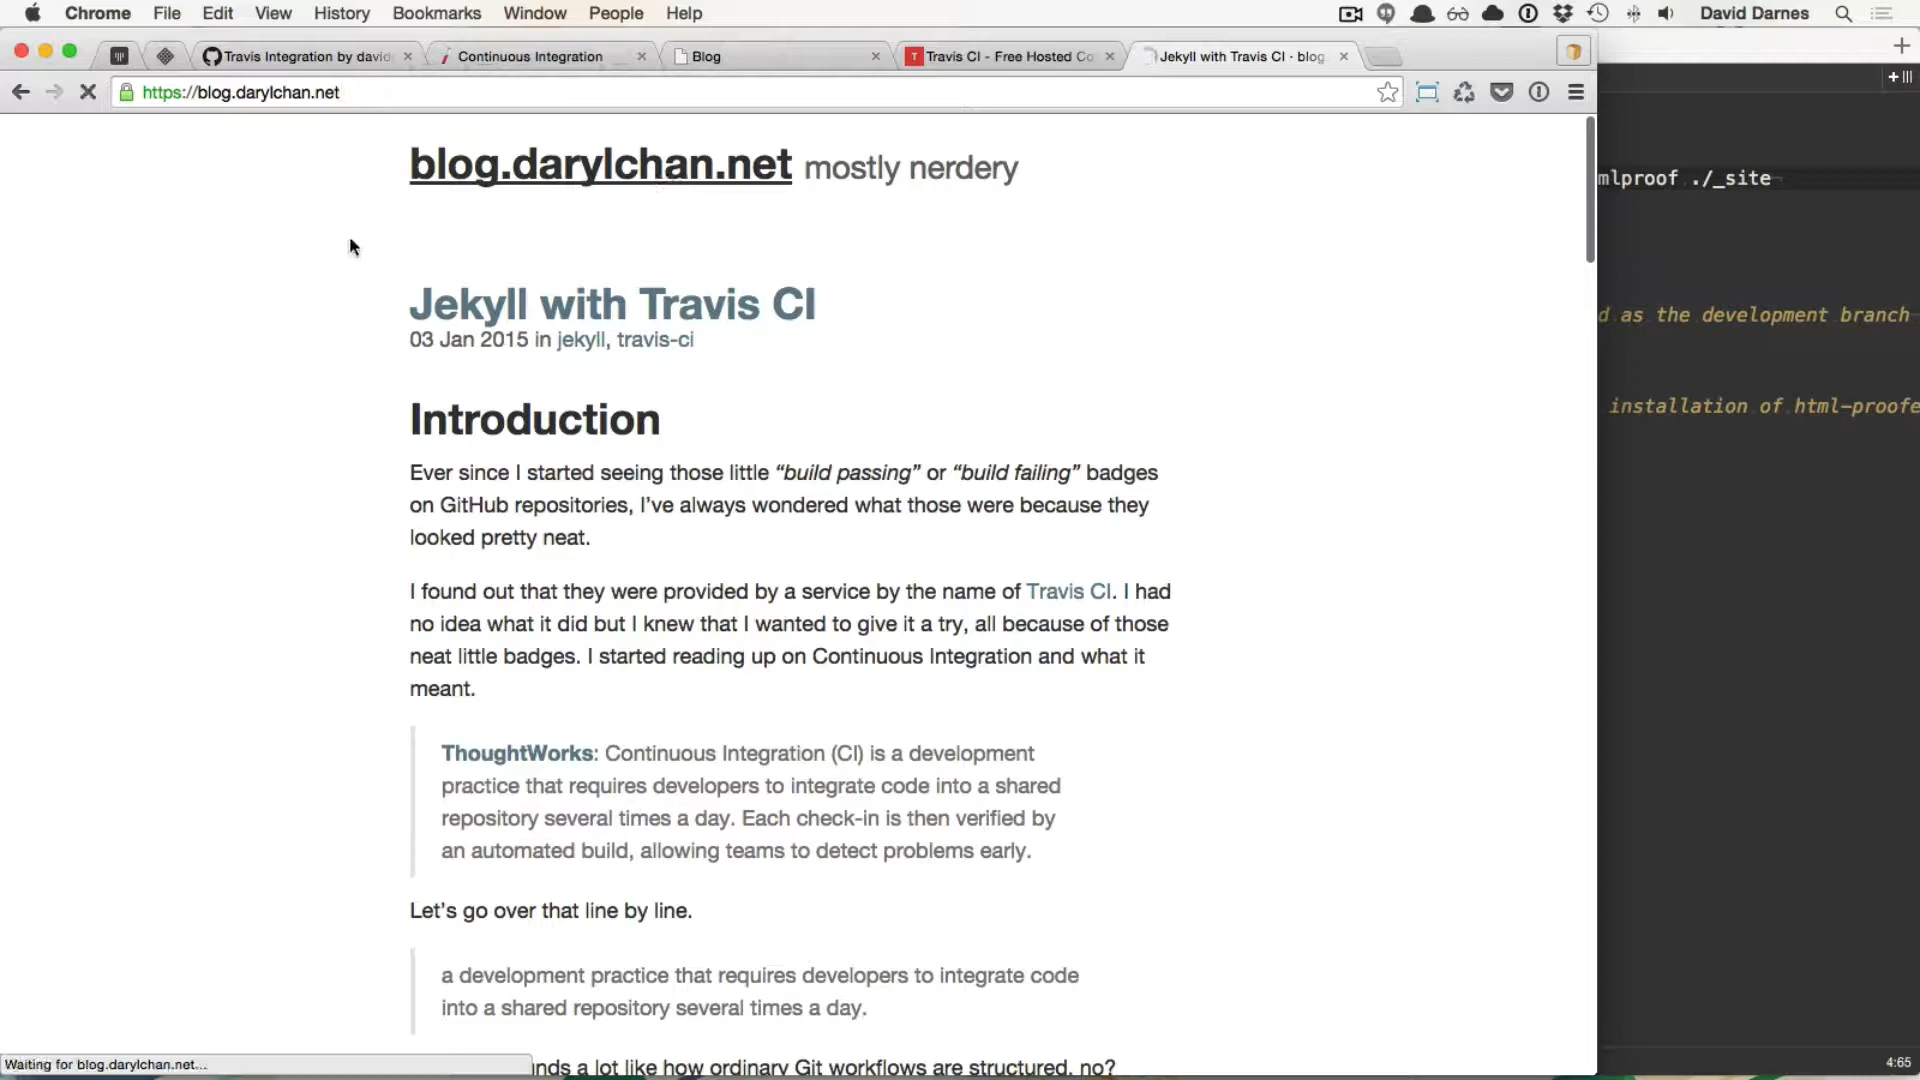 Chrome File Edit View History Bookmarks Window People Help David Darnes
Travis Integration by david Continuous Integration Blog Travis CI - Free Hosted Co Jekyll with Travis CI · blog
https://blog.darylchan.net
blog.darylchan.net mostly nerdery
mlproof ./_site
Jekyll with Travis CI
d as the development branch
03 Jan 2015 in jekyll, travis-ci
installation of html-proofe
Introduction
Ever since I started seeing those little “build passing” or “build failing” badges
on GitHub repositories, I’ve always wondered what those were because they
looked pretty neat.
I found out that they were provided by a service by the name of Travis CI. I had
no idea what it did but I knew that I wanted to give it a try, all because of those
neat little badges. I started reading up on Continuous Integration and what it
meant.
ThoughtWorks: Continuous Integration (CI) is a development
practice that requires developers to integrate code into a shared
repository several times a day. Each check-in is then verified by
an automated build, allowing teams to detect problems early.
Let’s go over that line by line.
a development practice that requires developers to integrate code
into a shared repository several times a day.
Waiting for blog.darylchan.net...
nds a lot like how ordinary Git workflows are structured, no?
4:65